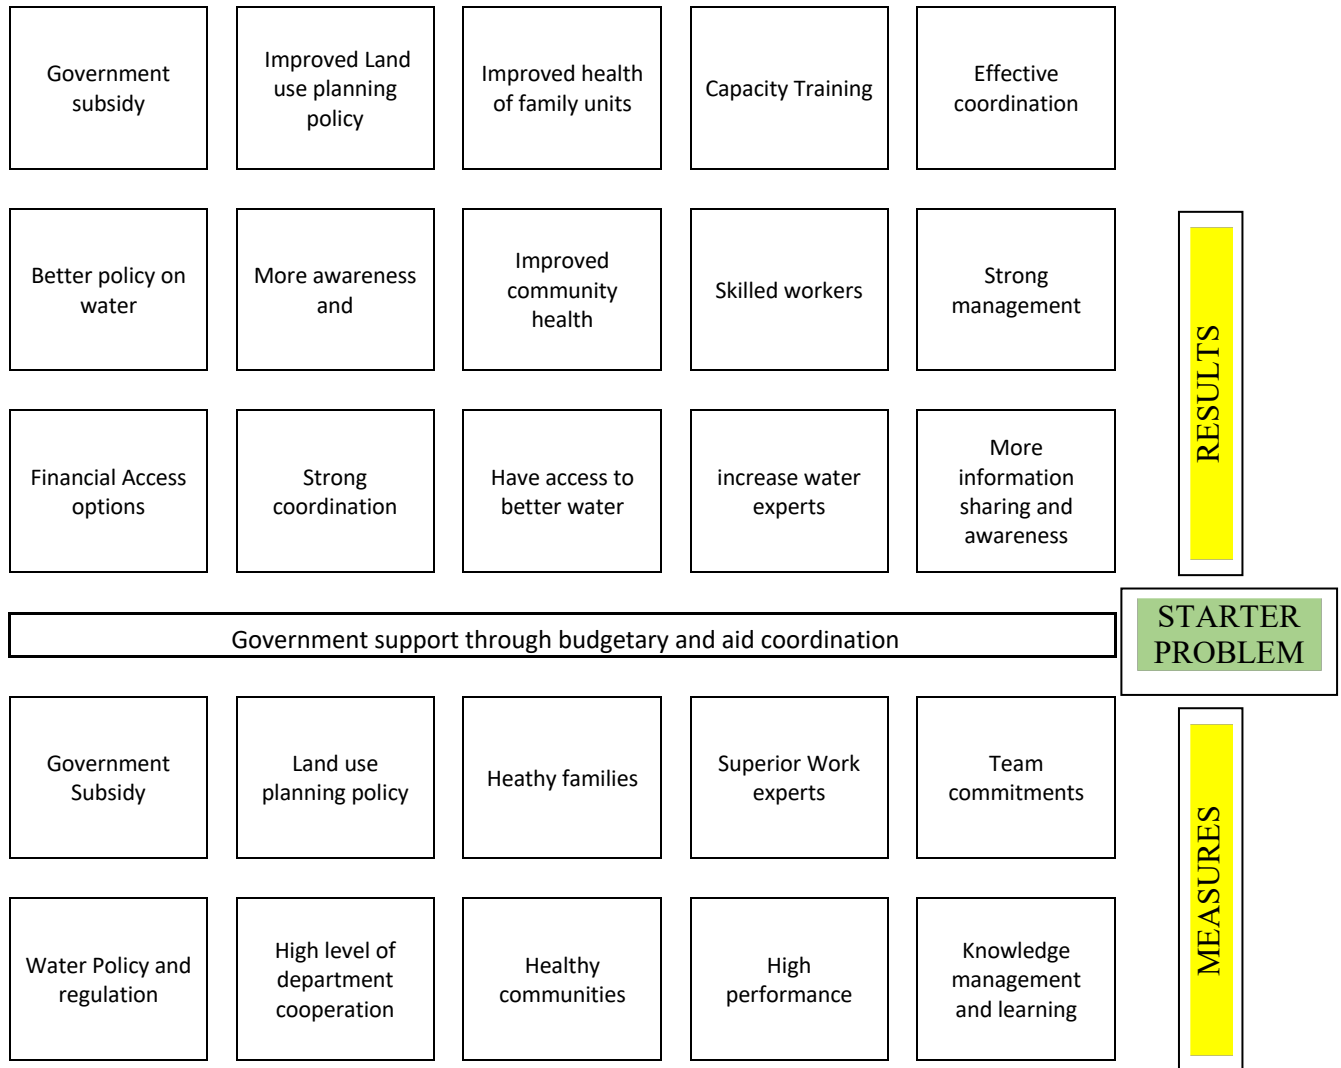 Government
subsidy
Improved Land
use planning
policy
Improved health
of family units
Capacity Training
Effective
coordination
Better policy on
water
More awareness
and
Improved
community
health
Skilled workers
Strong
management
RESULTS
Financial Access
options
Strong
coordination
Have access to
better water
increase water
experts
More
information
sharing and
awareness
Government support through budgetary and aid coordination
STARTER
PROBLEM
Government
Subsidy
Land use
planning policy
Heathy families
Superior Work
experts
Team
commitments
MEASURES
Water Policy and
regulation
High level of
department
cooperation
Healthy
communities
High
performance
Knowledge
management
and learning